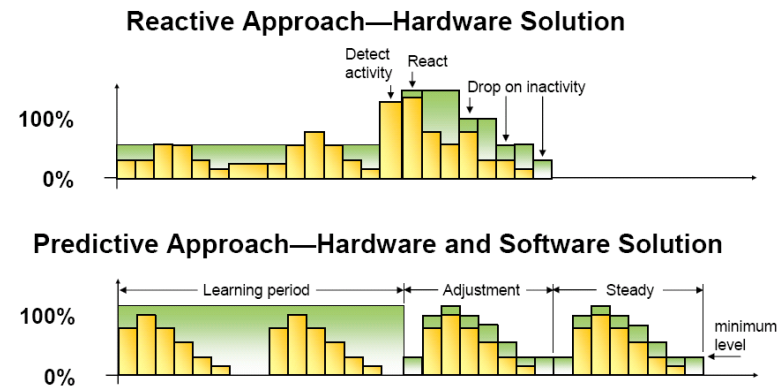 Reactive Approach—Hardware Solution
Detect
activity
React
Drop on inactivity
100%
0%
Predictive Approach—Hardware and Software Solution
Learning period
Adjustment
Steady
100%
minimum
level
0%